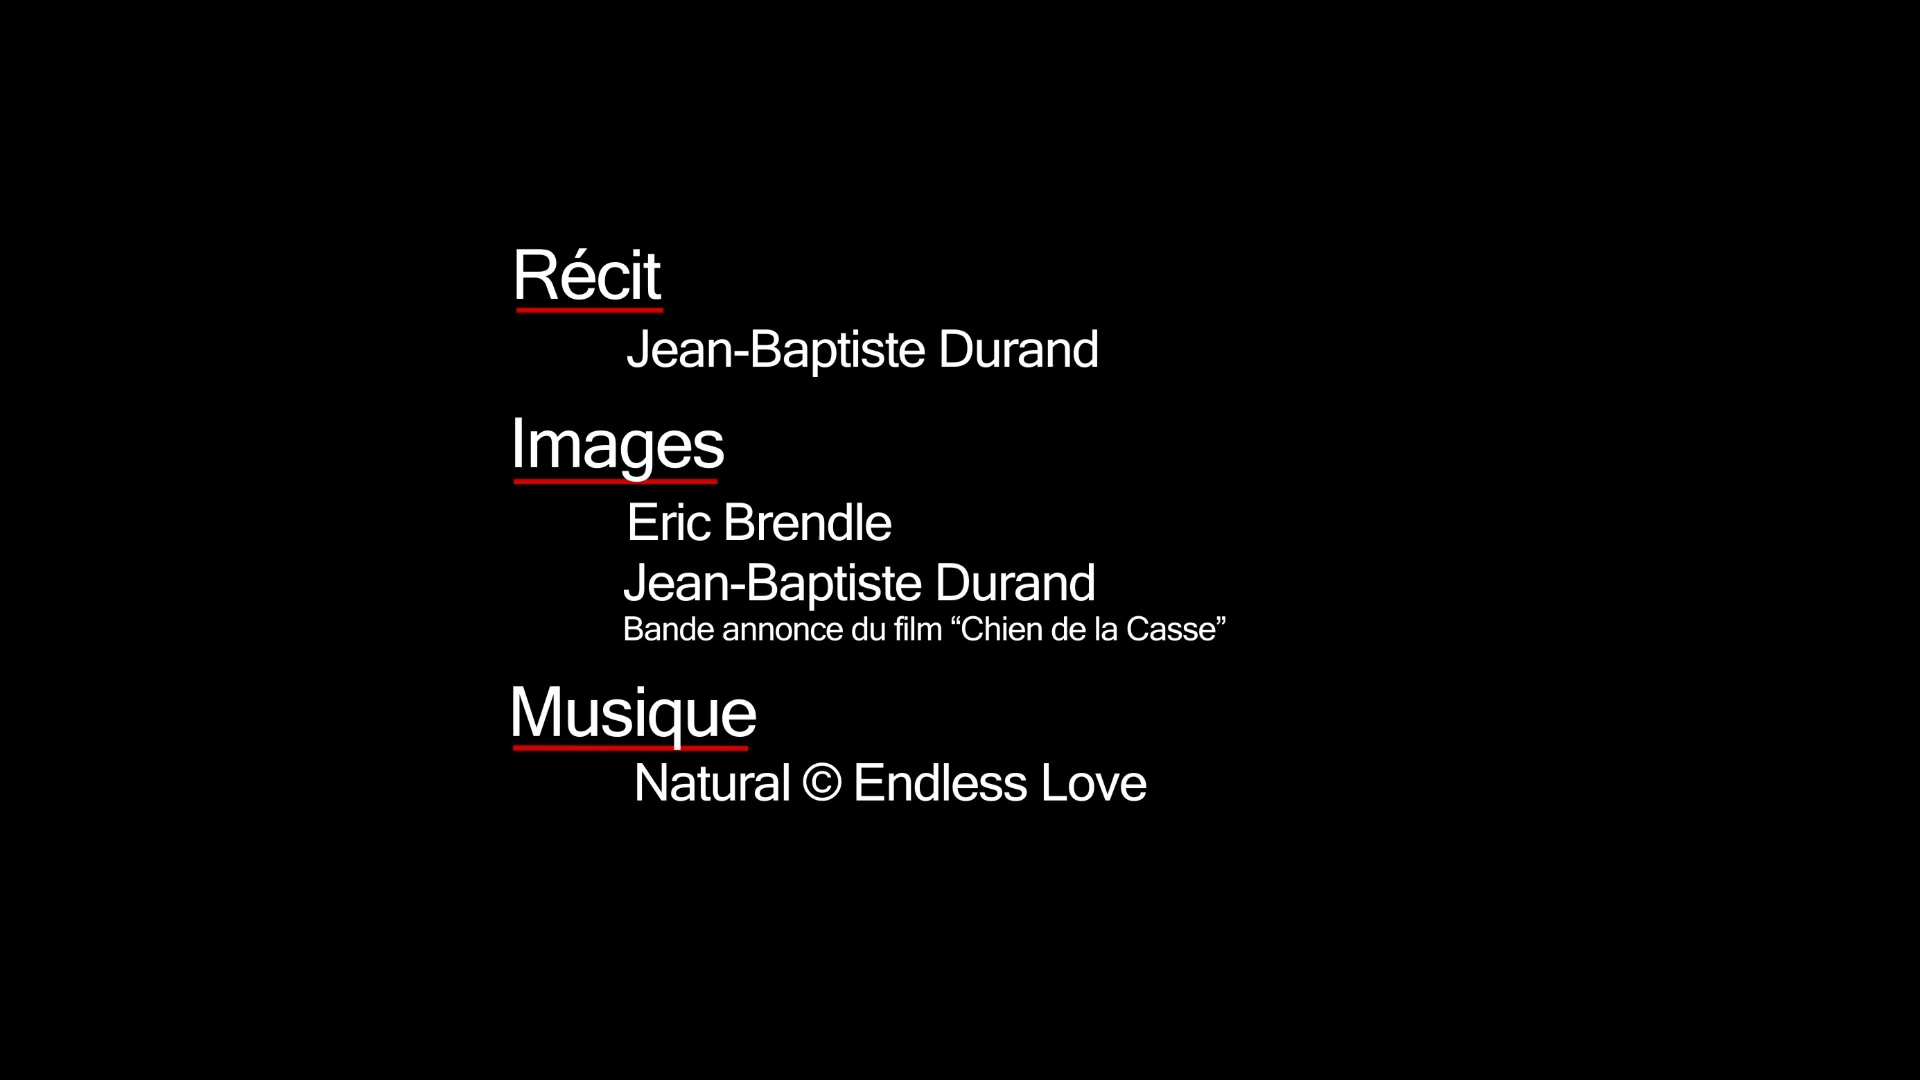 Récit
Jean-Baptiste Durand
Images
Eric Brendle
Jean-Baptiste Durand
Bande annonce du film “Chien de la Casse”
Musique
Natural © Endless Love